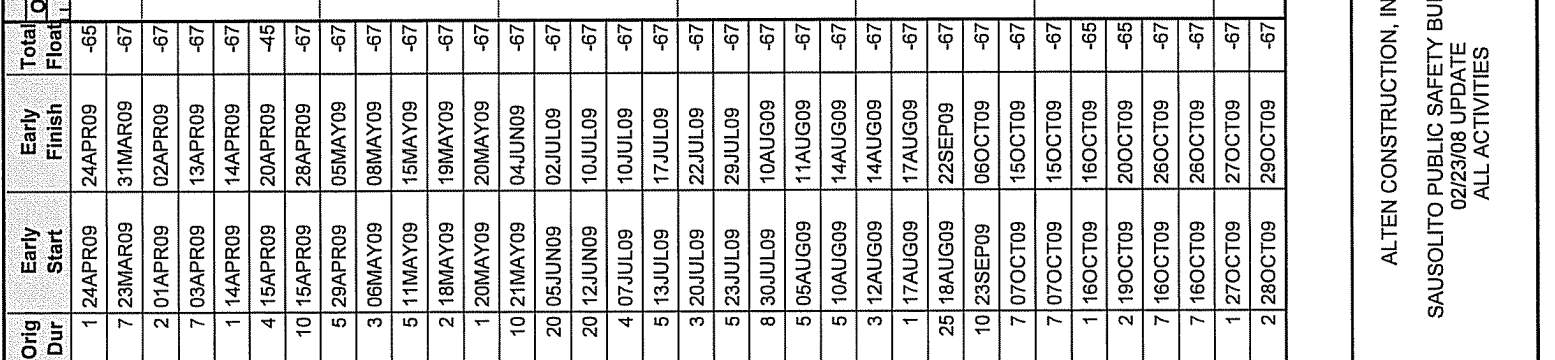 Orig Dur Early Start Early Finish Total Float
1 24APR09 24APR09 -65
7 23MAR09 31MAR09 -67
2 01APR09 02APR09 -67
7 03APR09 13APR09 -67
1 14APR09 14APR09 -67
4 15APR09 20APR09 -45
10 15APR09 28APR09 -67
5 29APR09 05MAY09 -67
3 06MAY09 08MAY09 -67
5 11MAY09 15MAY09 -67
2 18MAY09 19MAY09 -67
1 20MAY09 20MAY09 -67
10 21MAY09 04JUN09 -67
20 05JUN09 02JUL09 -67
20 12JUN09 10JUL09 -67
4 07JUL09 10JUL09 -67
5 13JUL09 17JUL09 -67
3 20JUL09 22JUL09 -67
5 23JUL09 29JUL09 -67
8 30JUL09 10AUG09 -67
5 05AUG09 11AUG09 -67
5 10AUG09 14AUG09 -67
3 12AUG09 14AUG09 -67
1 17AUG09 17AUG09 -67
25 18AUG09 22SEP09 -67
10 23SEP09 06OCT09 -67
7 07OCT09 15OCT09 -67
7 07OCT09 15OCT09 -67
1 16OCT09 16OCT09 -65
2 19OCT09 20OCT09 -65
7 16OCT09 26OCT09 -67
7 16OCT09 26OCT09 -67
1 27OCT09 27OCT09 -67
2 28OCT09 29OCT09 -67
ALTEN CONSTRUCTION, IN
SAUSOLITO PUBLIC SAFETY BUI
02/23/08 UPDATE
ALL ACTIVITIES